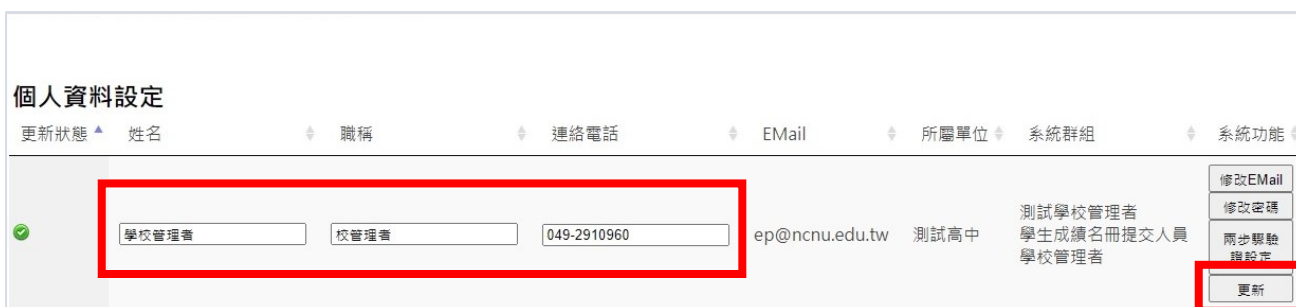 個人資料設定
更新狀態 姓名 職稱 連絡電話 EMail 所屬單位 系統群組 系統功能
學校管理者 校管理者 049-2910960 ep@ncnu.edu.tw 測試高中
測試學校管理者
學生成績名冊提交人員
學校管理者
修改EMail
修改密碼
兩步驟驗
證設定
更新